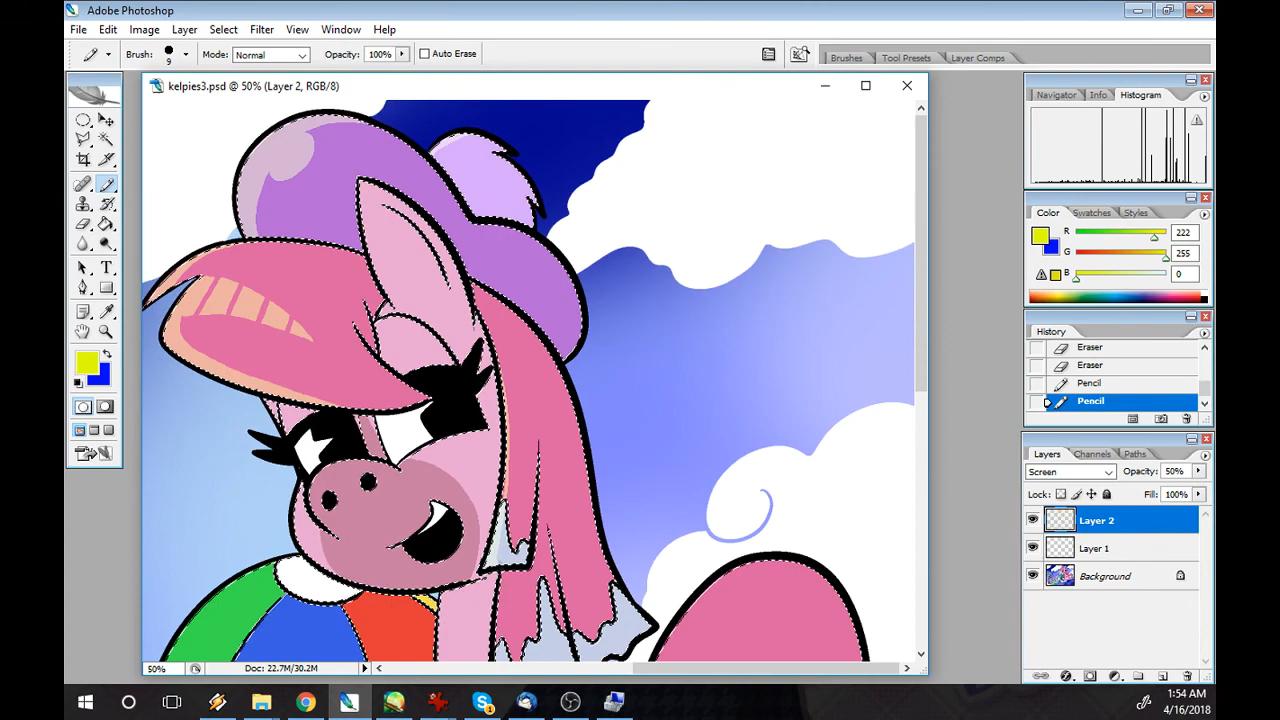 Adobe Photoshop
File Edit Image Layer Select Filter View Window Help
Brush: 9 Mode: Normal Opacity: 100% Auto Erase Brushes Tool Presets Layer Comps
kelpies3.psd @ 50% (Layer 2, RGB/8)
Navigator Info Histogram
Color Swatches Styles
R 222
G 255
B 0
History
Eraser
Eraser
Pencil
Pencil
Layers Channels Paths
Screen Opacity: 50%
Lock: Fill: 100%
Layer 2
Layer 1
Background
50% Doc: 22.7M/30.2M
1:54 AM
4/16/2018